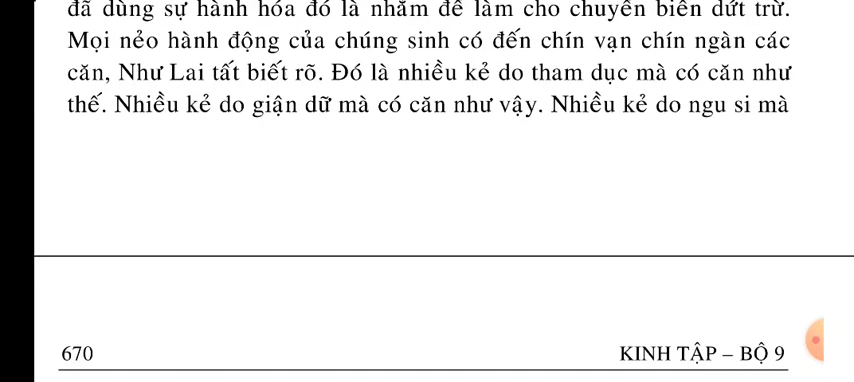 đã dùng sự hành hóa đó là nhằm để làm cho chuyển biến dứt trừ.
Mọi nẻo hành động của chúng sinh có đến chín vạn chín ngàn các
căn, Như Lai tất biết rõ. Đó là nhiều kẻ do tham dục mà có căn như
thế. Nhiều kẻ do giận dữ mà có căn như vậy. Nhiều kẻ do ngu si mà
670 KINH TẬP – BỘ 9